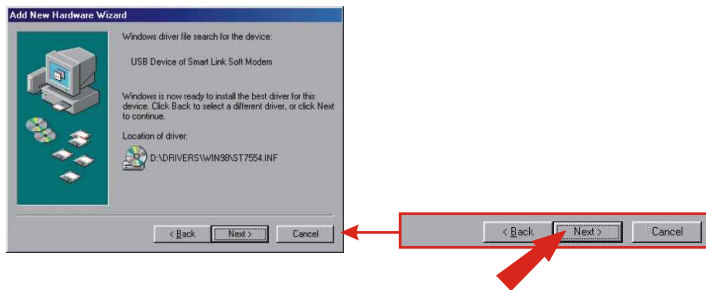 Add New Hardware Wizard
Windows driver file search for the device:
USB Device of Smart Link Soft Modem
Windows is now ready to install the best driver for this
device. Click Back to select a different driver, or click Next
to continue.
Location of driver:
D:\DRIVERS\WIN98\ST7554.INF
< Back Next > Cancel
< Back Next > Cancel